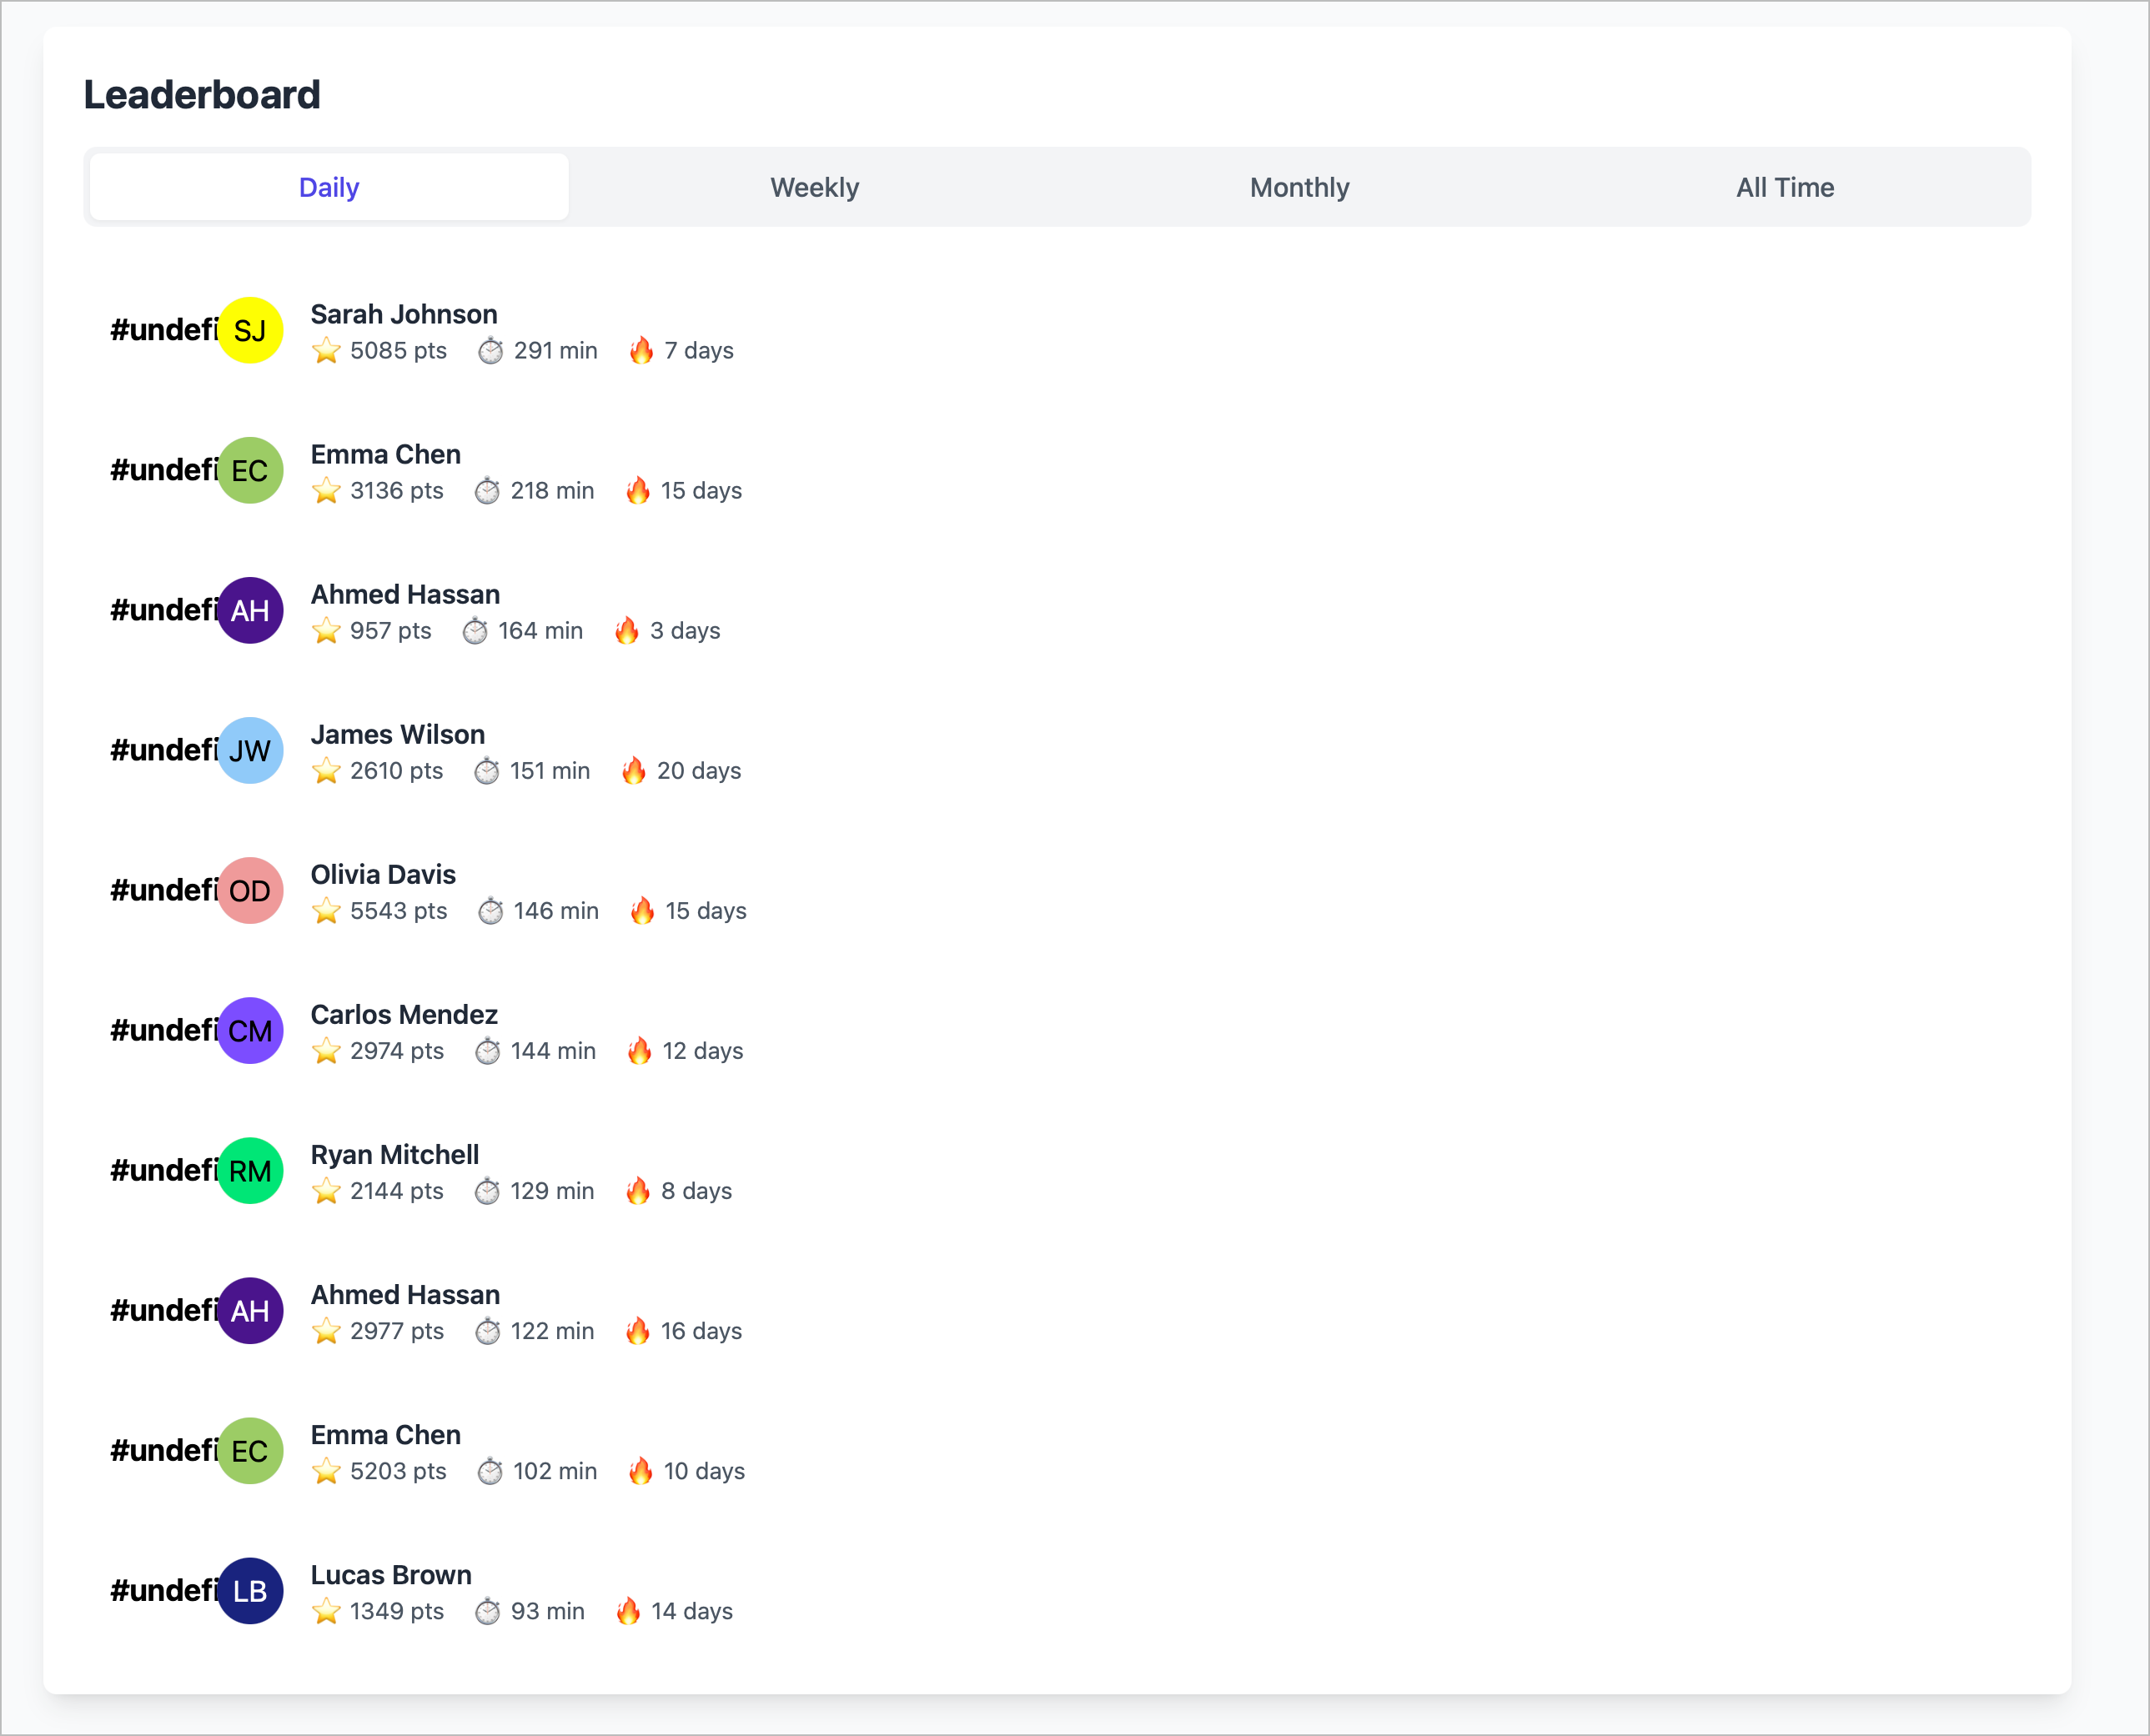 Leaderboard
Daily Weekly Monthly All Time
#undefi SJ Sarah Johnson
5085 pts 291 min 7 days
#undefi EC Emma Chen
3136 pts 218 min 15 days
#undefi AH Ahmed Hassan
957 pts 164 min 3 days
#undefi JW James Wilson
2610 pts 151 min 20 days
#undefi OD Olivia Davis
5543 pts 146 min 15 days
#undefi CM Carlos Mendez
2974 pts 144 min 12 days
#undefi RM Ryan Mitchell
2144 pts 129 min 8 days
#undefi AH Ahmed Hassan
2977 pts 122 min 16 days
#undefi EC Emma Chen
5203 pts 102 min 10 days
#undefi LB Lucas Brown
1349 pts 93 min 14 days